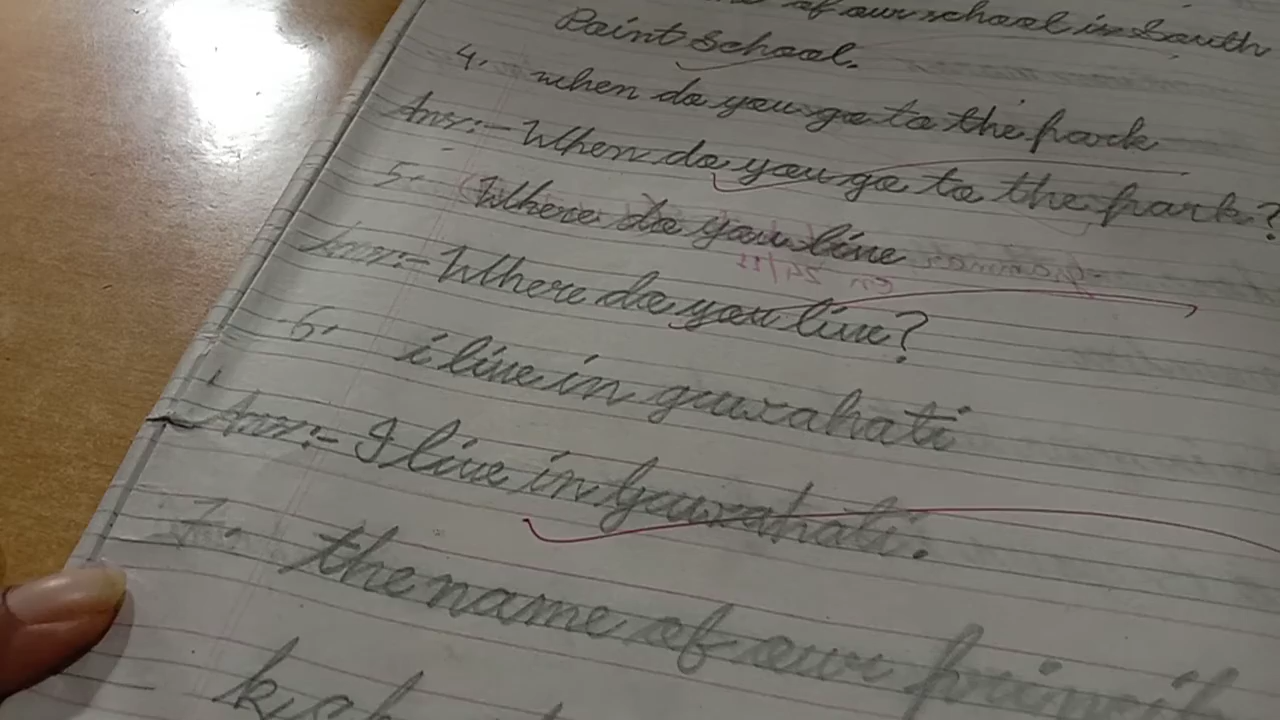 of our school is South
Point School.
4. when do you go to the park
Ans:- When do you go to the park?
5. Where do you live
Ans:- Where do you live?
6. i live in guwahati
Ans:- I live in Guwahati.
7. the name of our